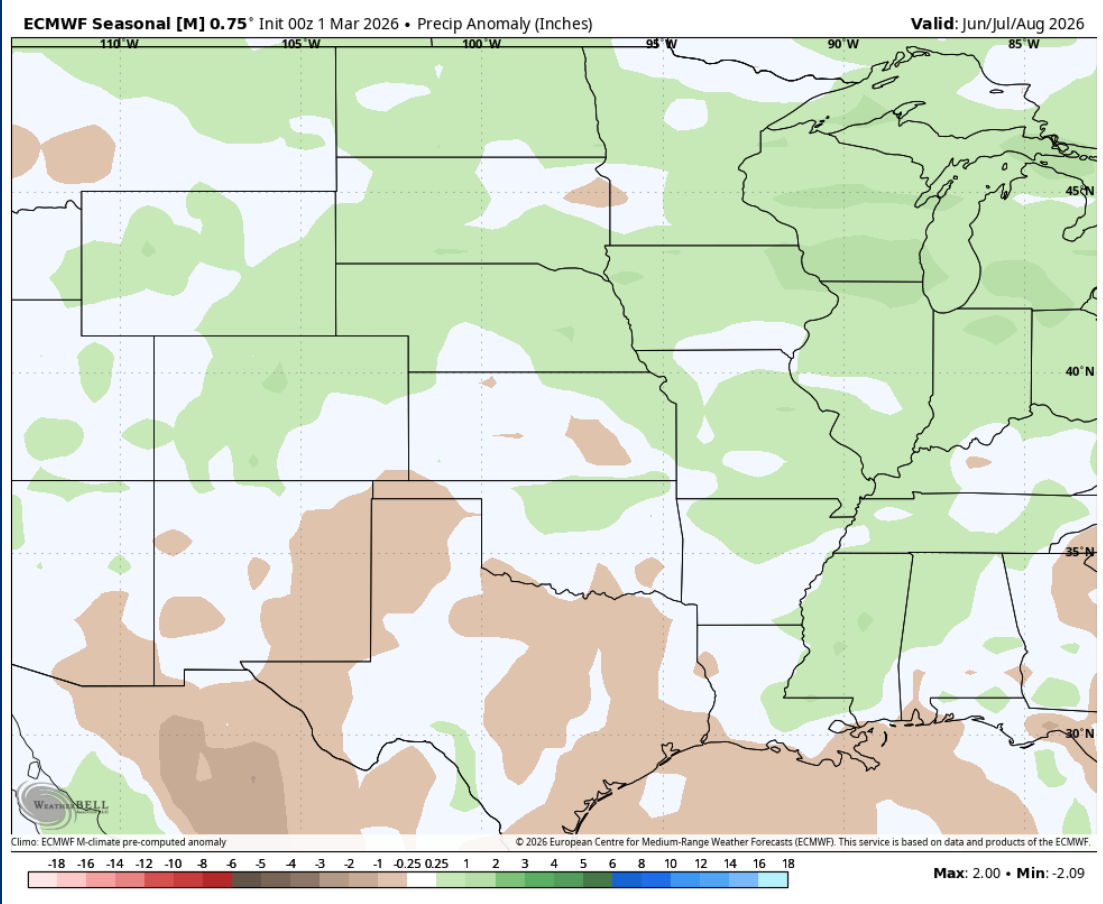 ECMWF Seasonal [M] 0.75° Init 00z 1 Mar 2026 • Precip Anomaly (Inches)
Valid: Jun/Jul/Aug 2026
110°W 105°W 100°W 95°W 90°W 85°W
45°N
40°N
35°N
30°N
WEATHERBELL
Climo: ECMWF M-climate pre-computed anomaly
© 2026 European Centre for Medium-Range Weather Forecasts (ECMWF). This service is based on data and products of the ECMWF.
-18 -16 -14 -12 -10 -8 -6 -5 -4 -3 -2 -1 -0.25 0.25 1 2 3 4 5 6 8 10 12 14 16 18
Max: 2.00 • Min: -2.09